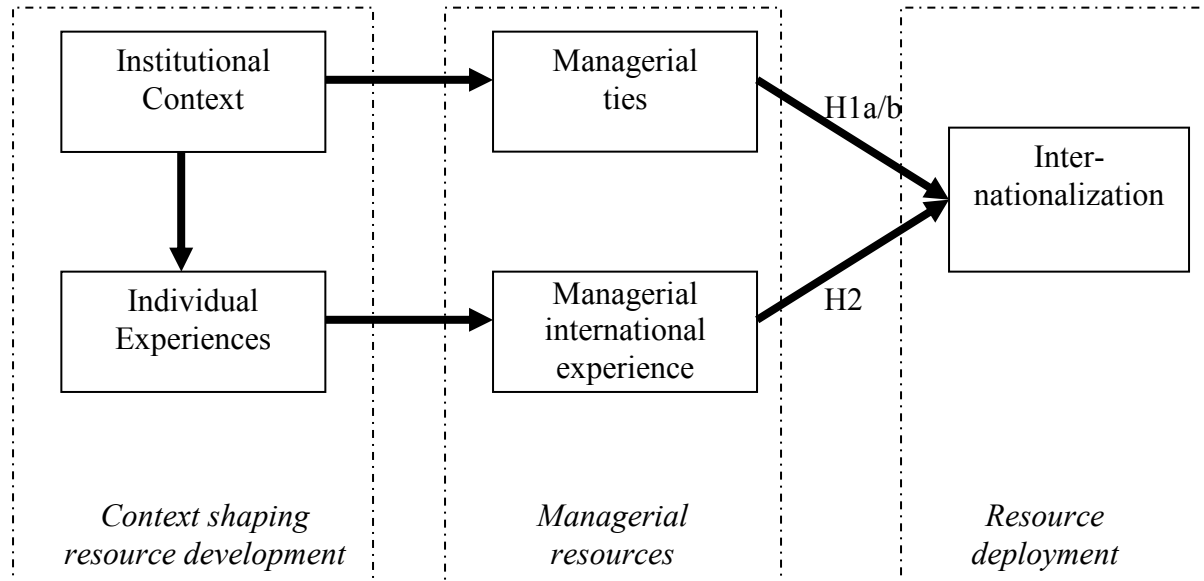 Institutional
Context
Managerial
ties
H1a/b
Inter-
nationalization
Individual
Experiences
Managerial
international
experience
H2
Context shaping
resource development
Managerial
resources
Resource
deployment